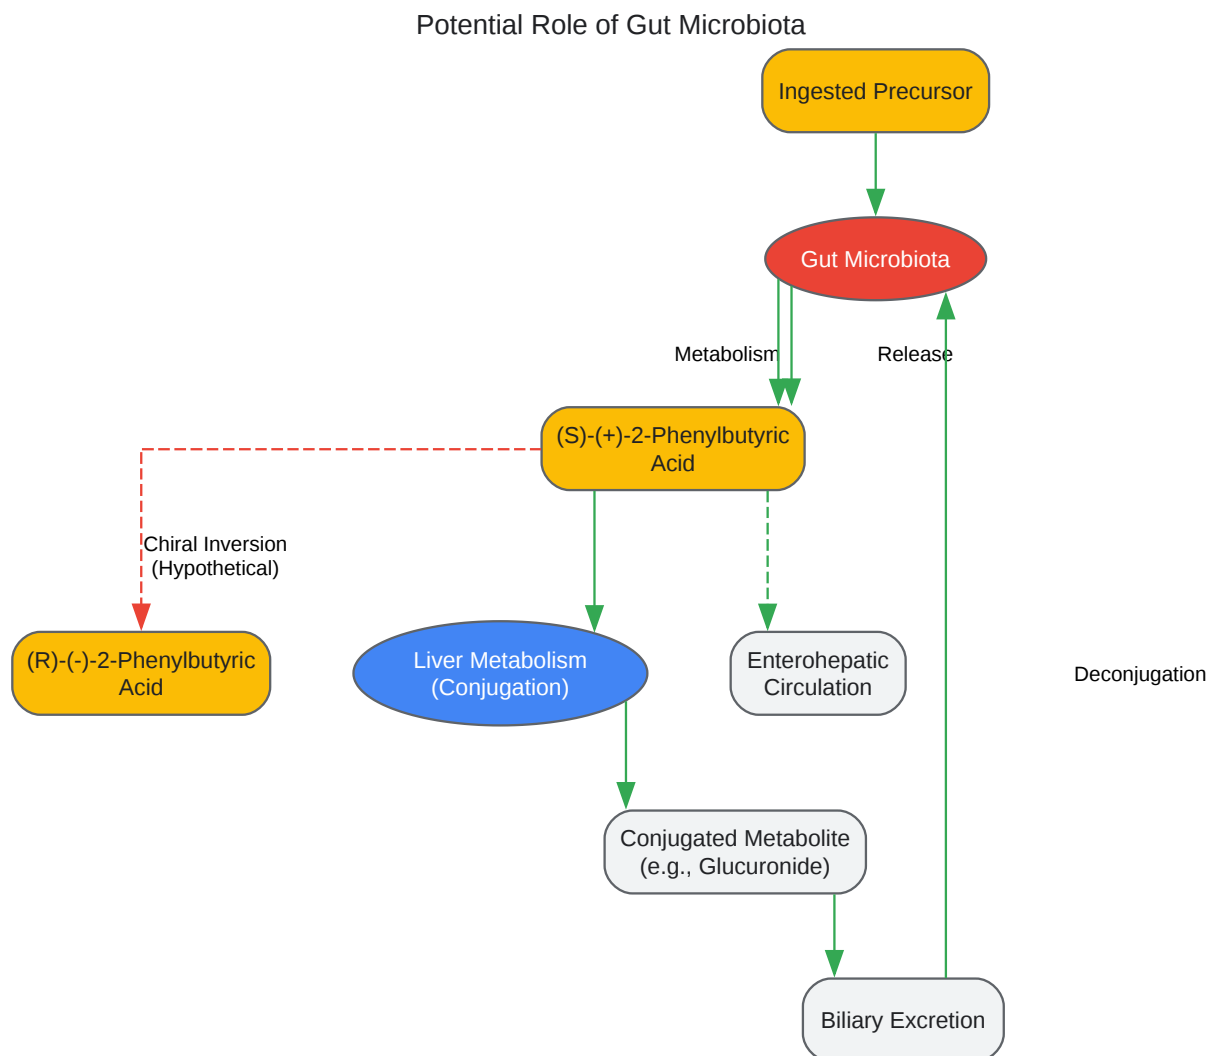 Potential Role of Gut Microbiota
Ingested Precursor
Gut Microbiota
Metabolism
Release
(S)-(+)-2-Phenylbutyric
Acid
Chiral Inversion
(Hypothetical)
(R)-(-)-2-Phenylbutyric
Acid
Liver Metabolism
(Conjugation)
Enterohepatic
Circulation
Deconjugation
Conjugated Metabolite
(e.g., Glucuronide)
Biliary Excretion